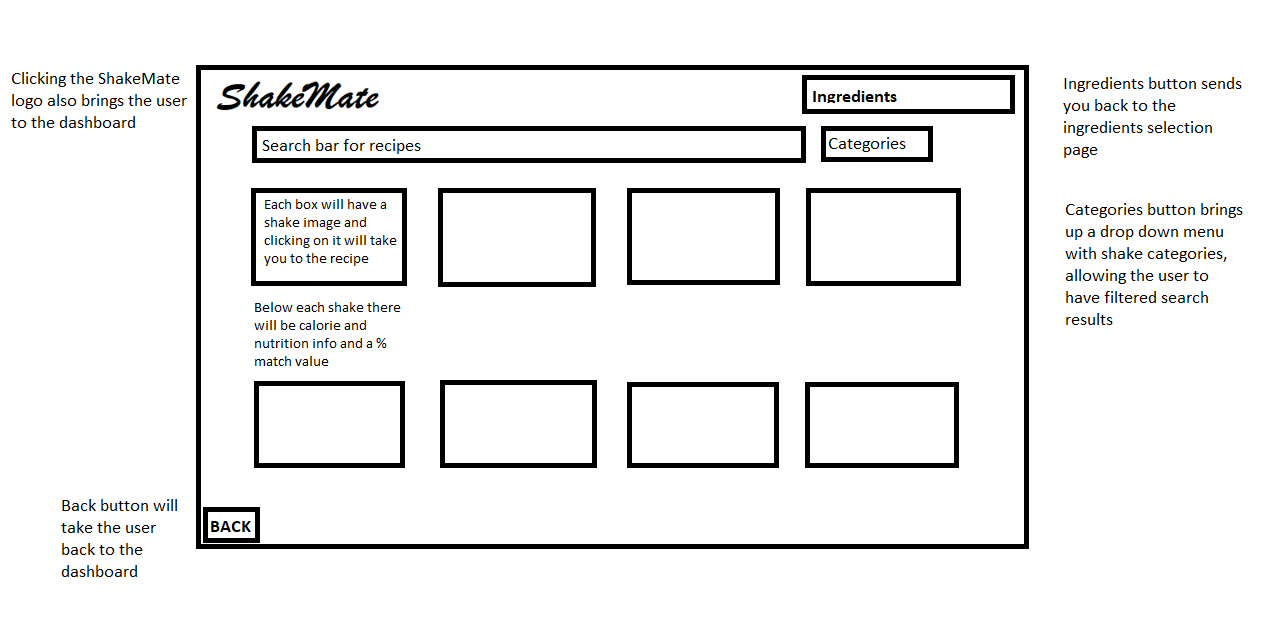 Clicking the ShakeMate
logo also brings the user
to the dashboard
ShakeMate
Ingredients
Ingredients button sends
you back to the
ingredients selection
page
Search bar for recipes
Categories
Categories button brings
up a drop down menu
with shake categories,
allowing the user to
have filtered search
results
Each box will have a
shake image and
clicking on it will take
you to the recipe
Below each shake there
will be calorie and
nutrition info and a %
match value
Back button will
take the user
back to the
dashboard
BACK